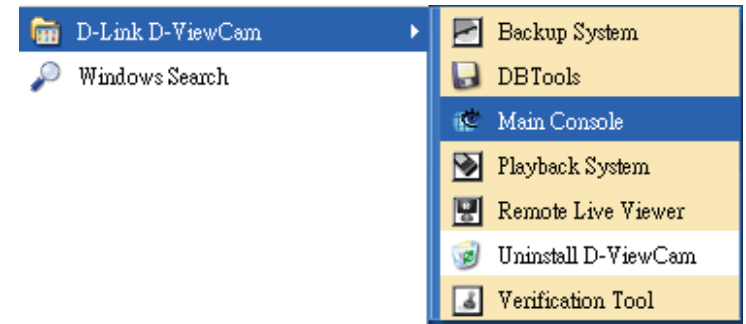 D-Link D-ViewCam
Windows Search
Backup System
DBTools
Main Console
Playback System
Remote Live Viewer
Uninstall D-ViewCam
Verification Tool